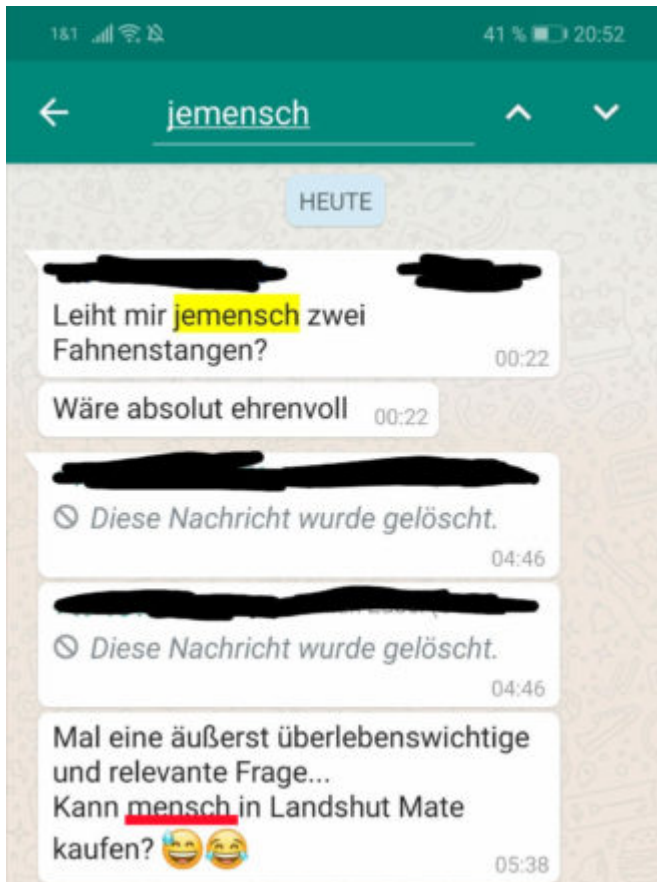 1&1 41 % 20:52
jemensch
HEUTE
Leiht mir jemensch zwei
Fahnenstangen?
00:22
Wäre absolut ehrenvoll 00:22
Diese Nachricht wurde gelöscht.
04:46
Diese Nachricht wurde gelöscht.
04:46
Mal eine äußerst überlebenswichtige
und relevante Frage...
Kann mensch in Landshut Mate
kaufen? 😅😂
05:38